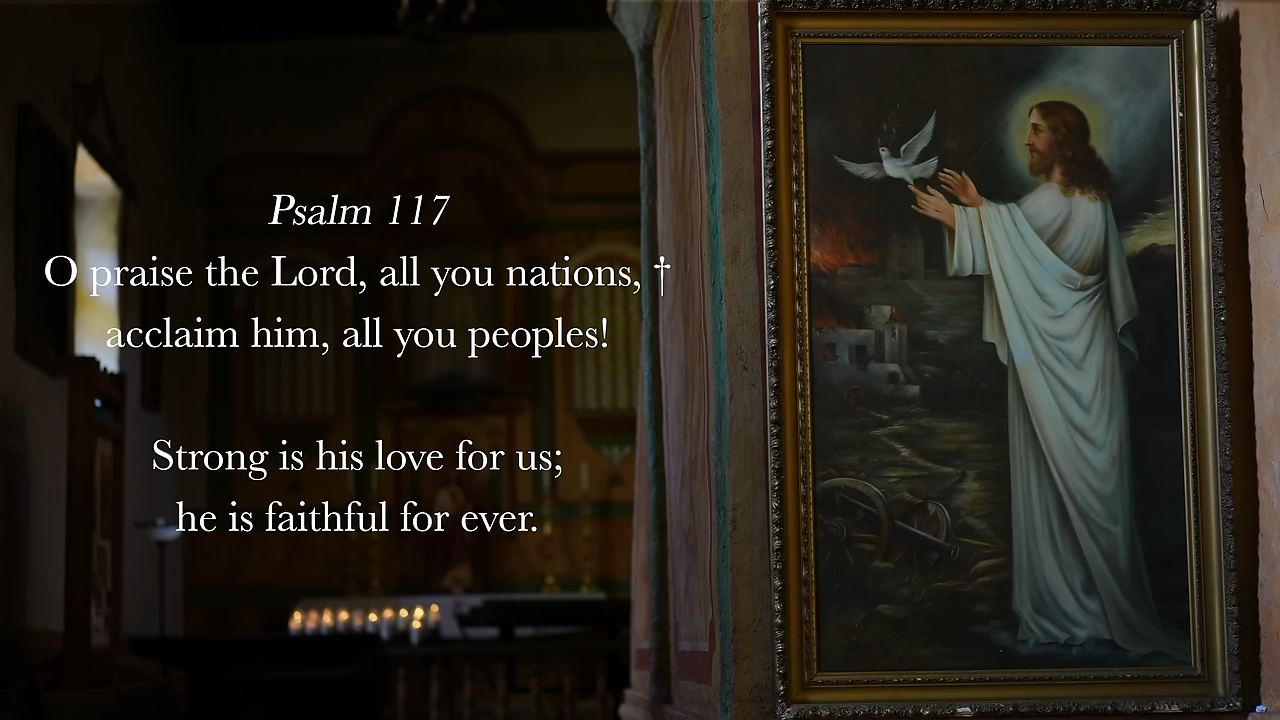 Psalm 117
O praise the Lord, all you nations, †
acclaim him, all you peoples!
Strong is his love for us;
he is faithful for ever.